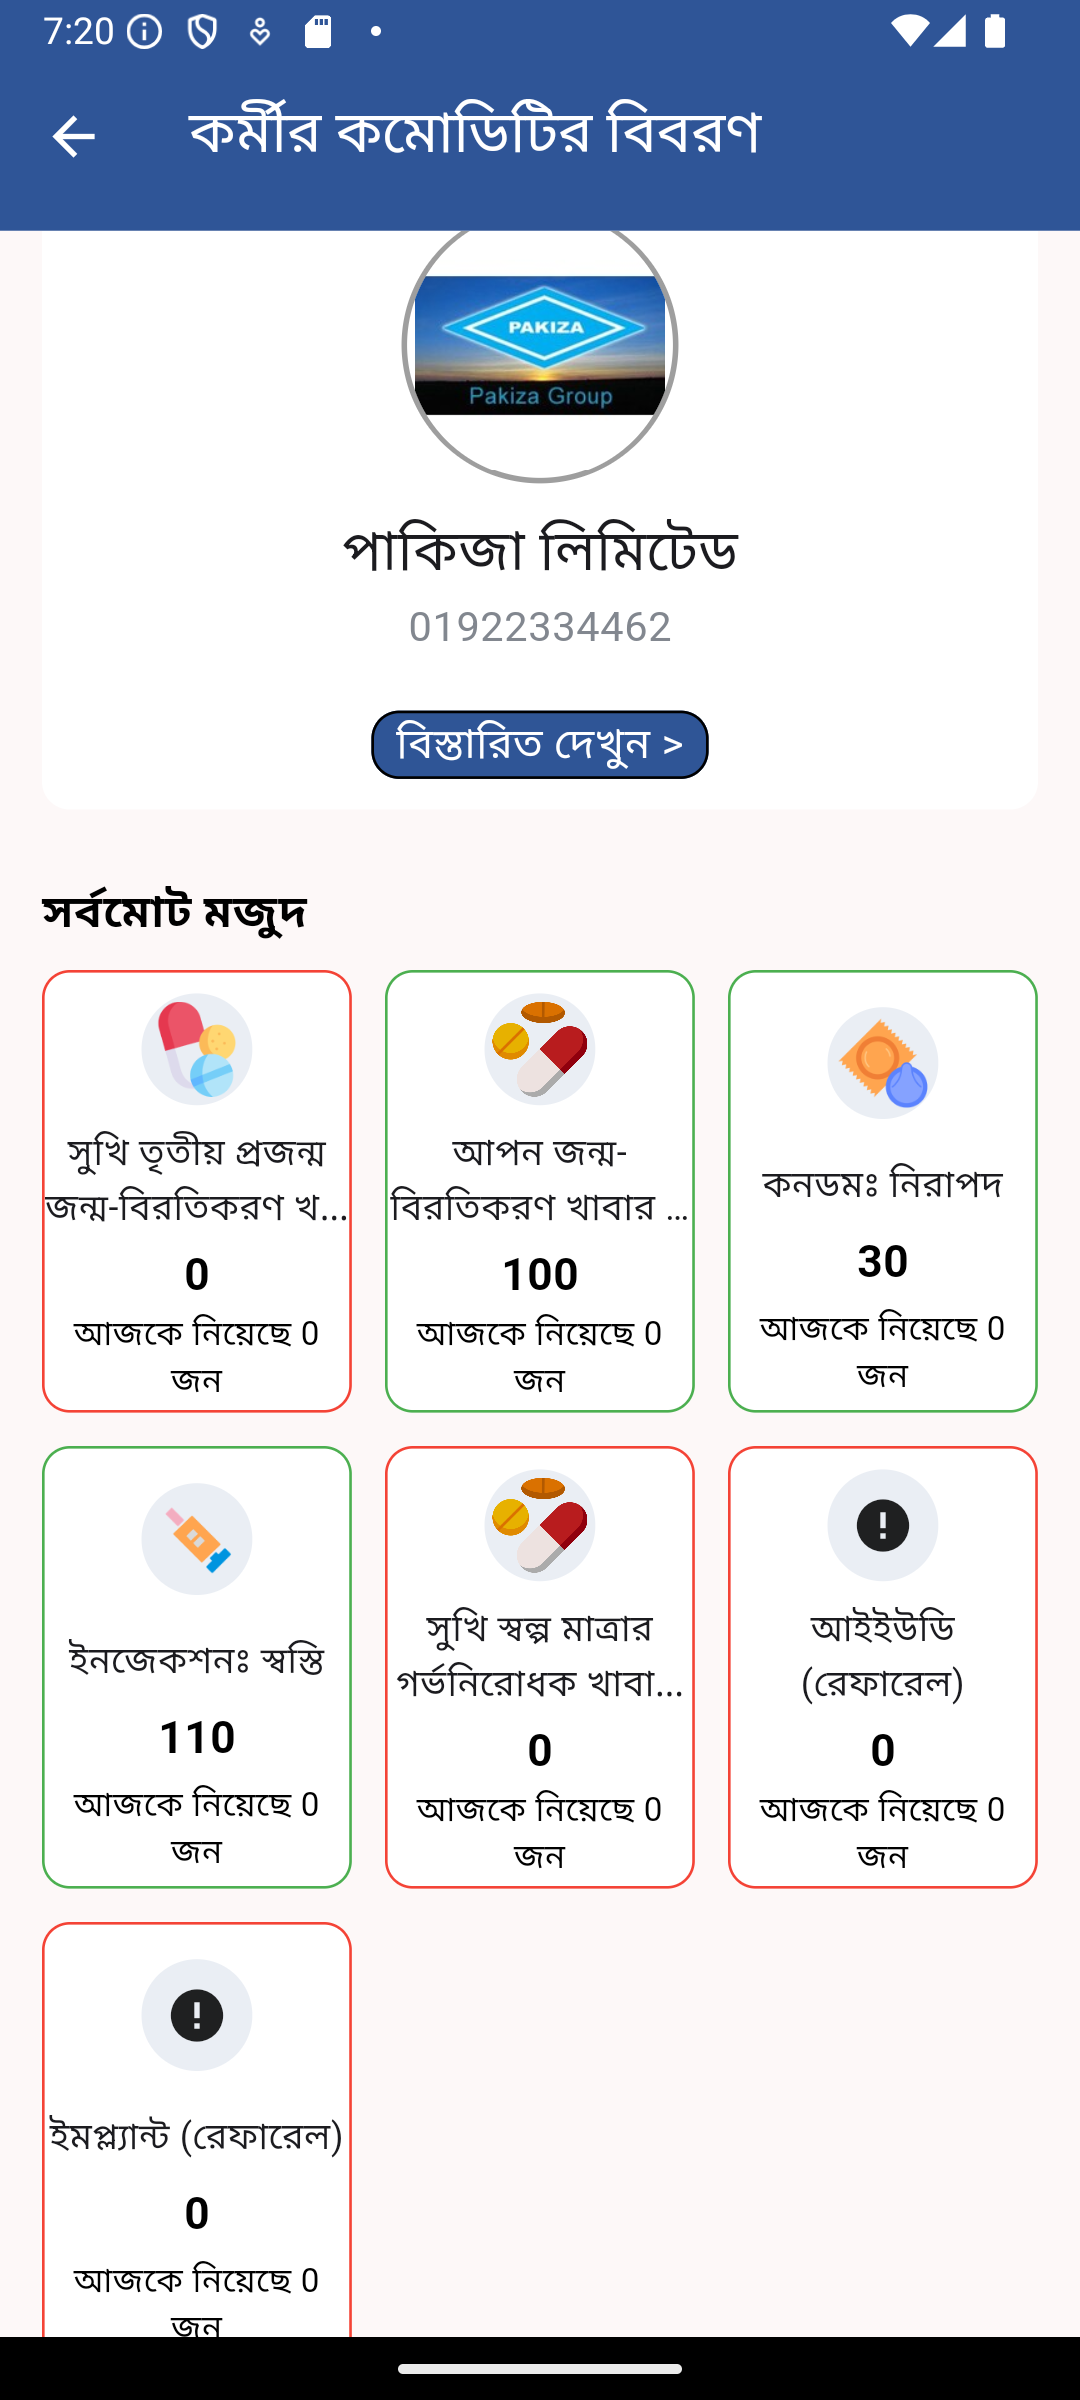 7:20
কর্মীর কমোডিটির বিবরণ
PAKIZA
Pakiza Group
পাকিজা লিমিটেড
01922334462
বিস্তারিত দেখুন >
সর্বমোট মজুদ
সুখি তৃতীয় প্রজন্ম
জন্ম-বিরতিকরণ খ...
0
আজকে নিয়েছে 0
জন
আপন জন্ম-
বিরতিকরণ খাবার ...
100
আজকে নিয়েছে 0
জন
কনডমঃ নিরাপদ
30
আজকে নিয়েছে 0
জন
ইনজেকশনঃ স্বস্তি
110
আজকে নিয়েছে 0
জন
সুখি স্বল্প মাত্রার
গর্ভনিরোধক খাবা...
0
আজকে নিয়েছে 0
জন
আইইউডি
(রেফারেল)
0
আজকে নিয়েছে 0
জন
ইমপ্ল্যান্ট (রেফারেল)
0
আজকে নিয়েছে 0
জন